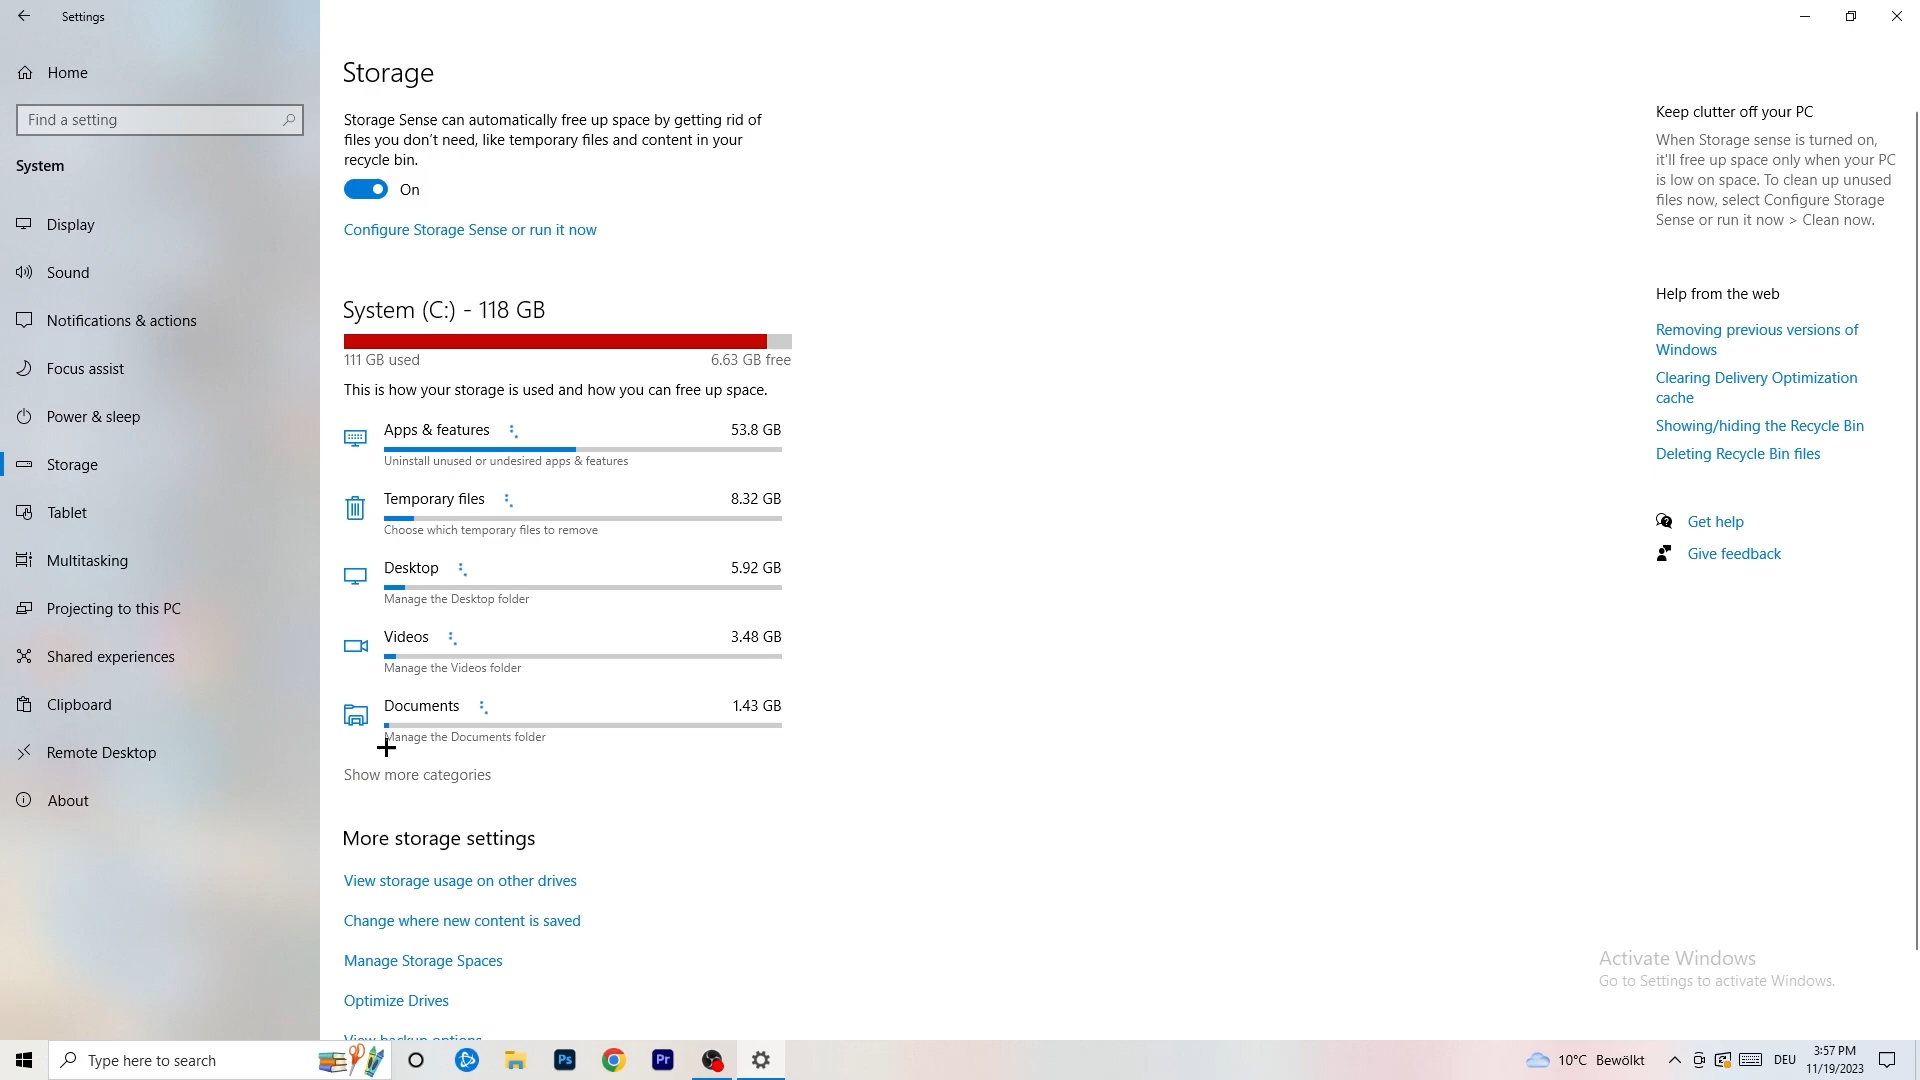 Settings
Home
Find a setting
System
Display
Sound
Notifications & actions
Focus assist
Power & sleep
Storage
Tablet
Multitasking
Projecting to this PC
Shared experiences
Clipboard
Remote Desktop
About
Storage
Storage Sense can automatically free up space by getting rid of
files you don't need, like temporary files and content in your
recycle bin.
On
Configure Storage Sense or run it now
System (C:) - 118 GB
111 GB used 6.63 GB free
This is how your storage is used and how you can free up space.
Apps & features 53.8 GB
Uninstall unused or undesired apps & features
Temporary files 8.32 GB
Choose which temporary files to remove
Desktop 5.92 GB
Manage the Desktop folder
Videos 3.48 GB
Manage the Videos folder
Documents 1.43 GB
Manage the Documents folder
Show more categories
More storage settings
View storage usage on other drives
Change where new content is saved
Manage Storage Spaces
Optimize Drives
View backup options
Keep clutter off your PC
When Storage sense is turned on,
it'll free up space only when your PC
is low on space. To clean up unused
files now, select Configure Storage
Sense or run it now > Clean now.
Help from the web
Removing previous versions of
Windows
Clearing Delivery Optimization
cache
Showing/hiding the Recycle Bin
Deleting Recycle Bin files
Get help
Give feedback
Activate Windows
Go to Settings to activate Windows.
Type here to search
Ps
Pr
10°C Bewölkt
DEU
3:57 PM
11/19/2023